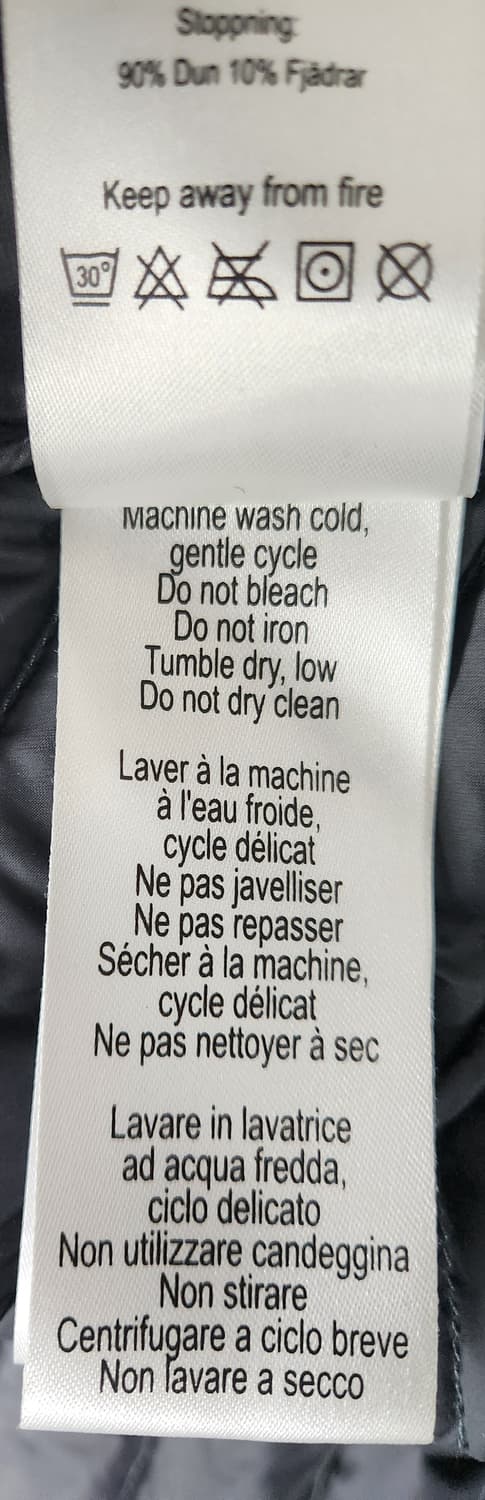 Stoppning:
90% Dun 10% Fjädrar
Keep away from fire
30°
Machine wash cold,
gentle cycle
Do not bleach
Do not iron
Tumble dry, low
Do not dry clean
Laver à la machine
à l'eau froide,
cycle délicat
Ne pas javelliser
Ne pas repasser
Sécher à la machine,
cycle délicat
Ne pas nettoyer à sec
Lavare in lavatrice
ad acqua fredda,
ciclo delicato
Non utilizzare candeggina
Non stirare
Centrifugare a ciclo breve
Non lavare a secco